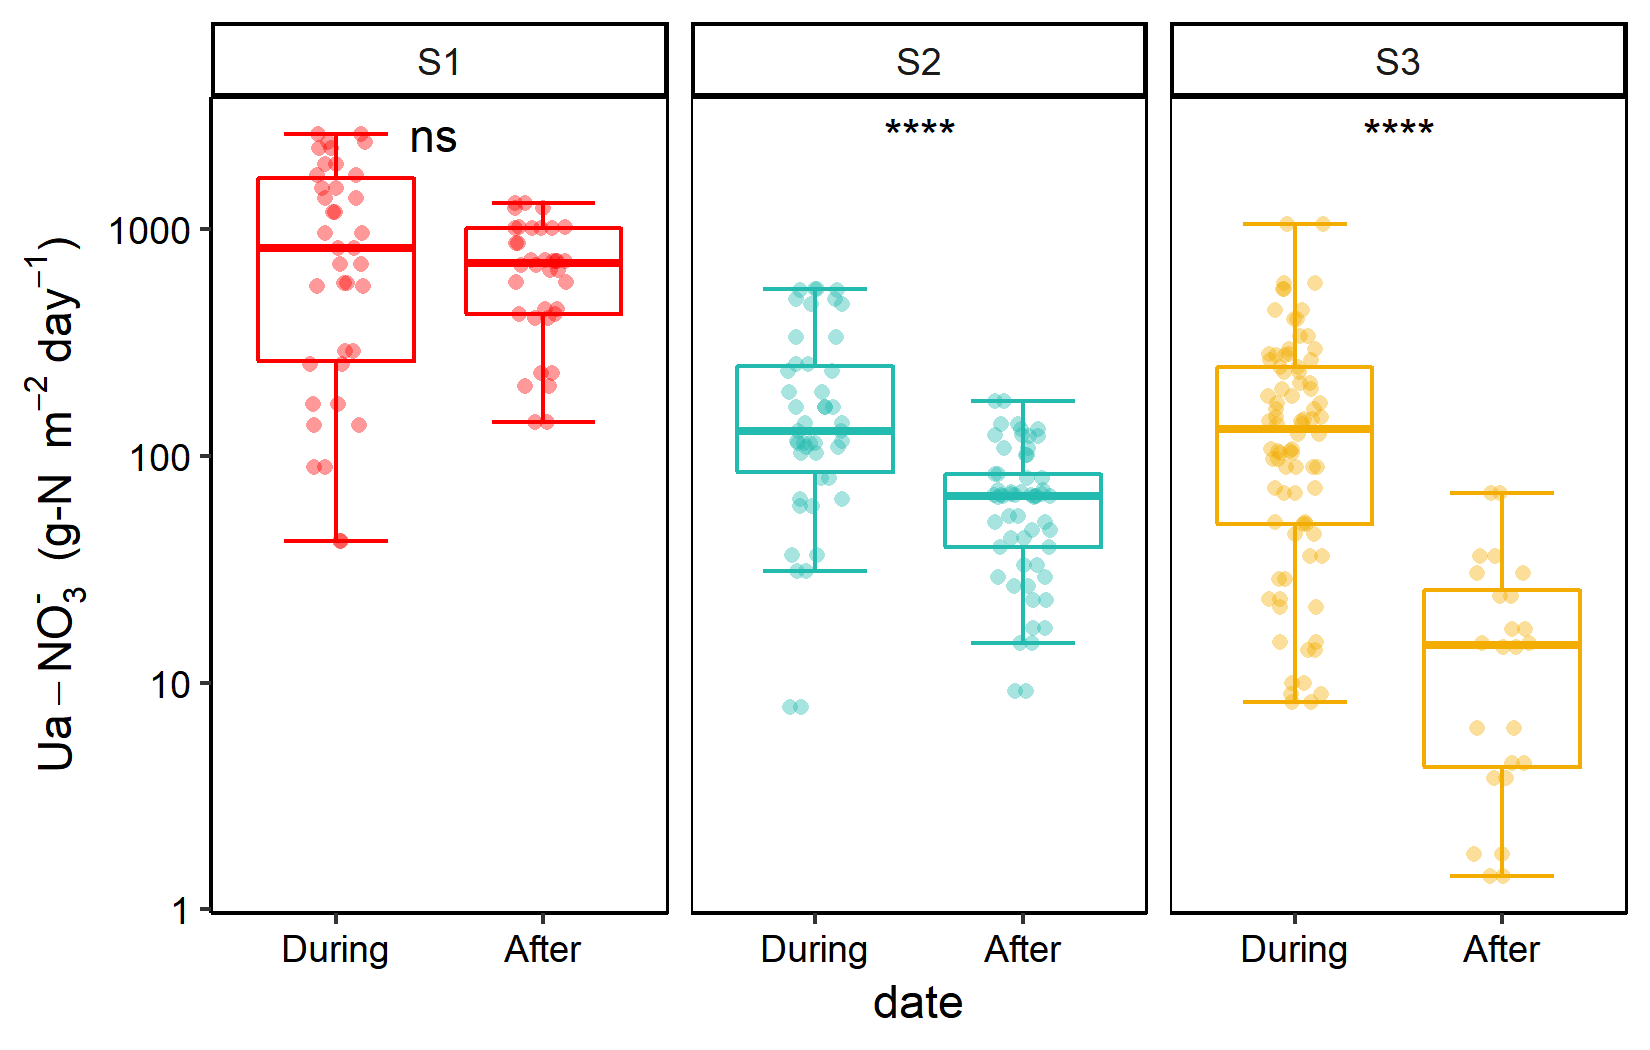 S1 S2 S3
ns **** ****
Ua – NO₃⁻ (g-N m⁻² day⁻¹)
1000
100
10
1
During After During After During After
date